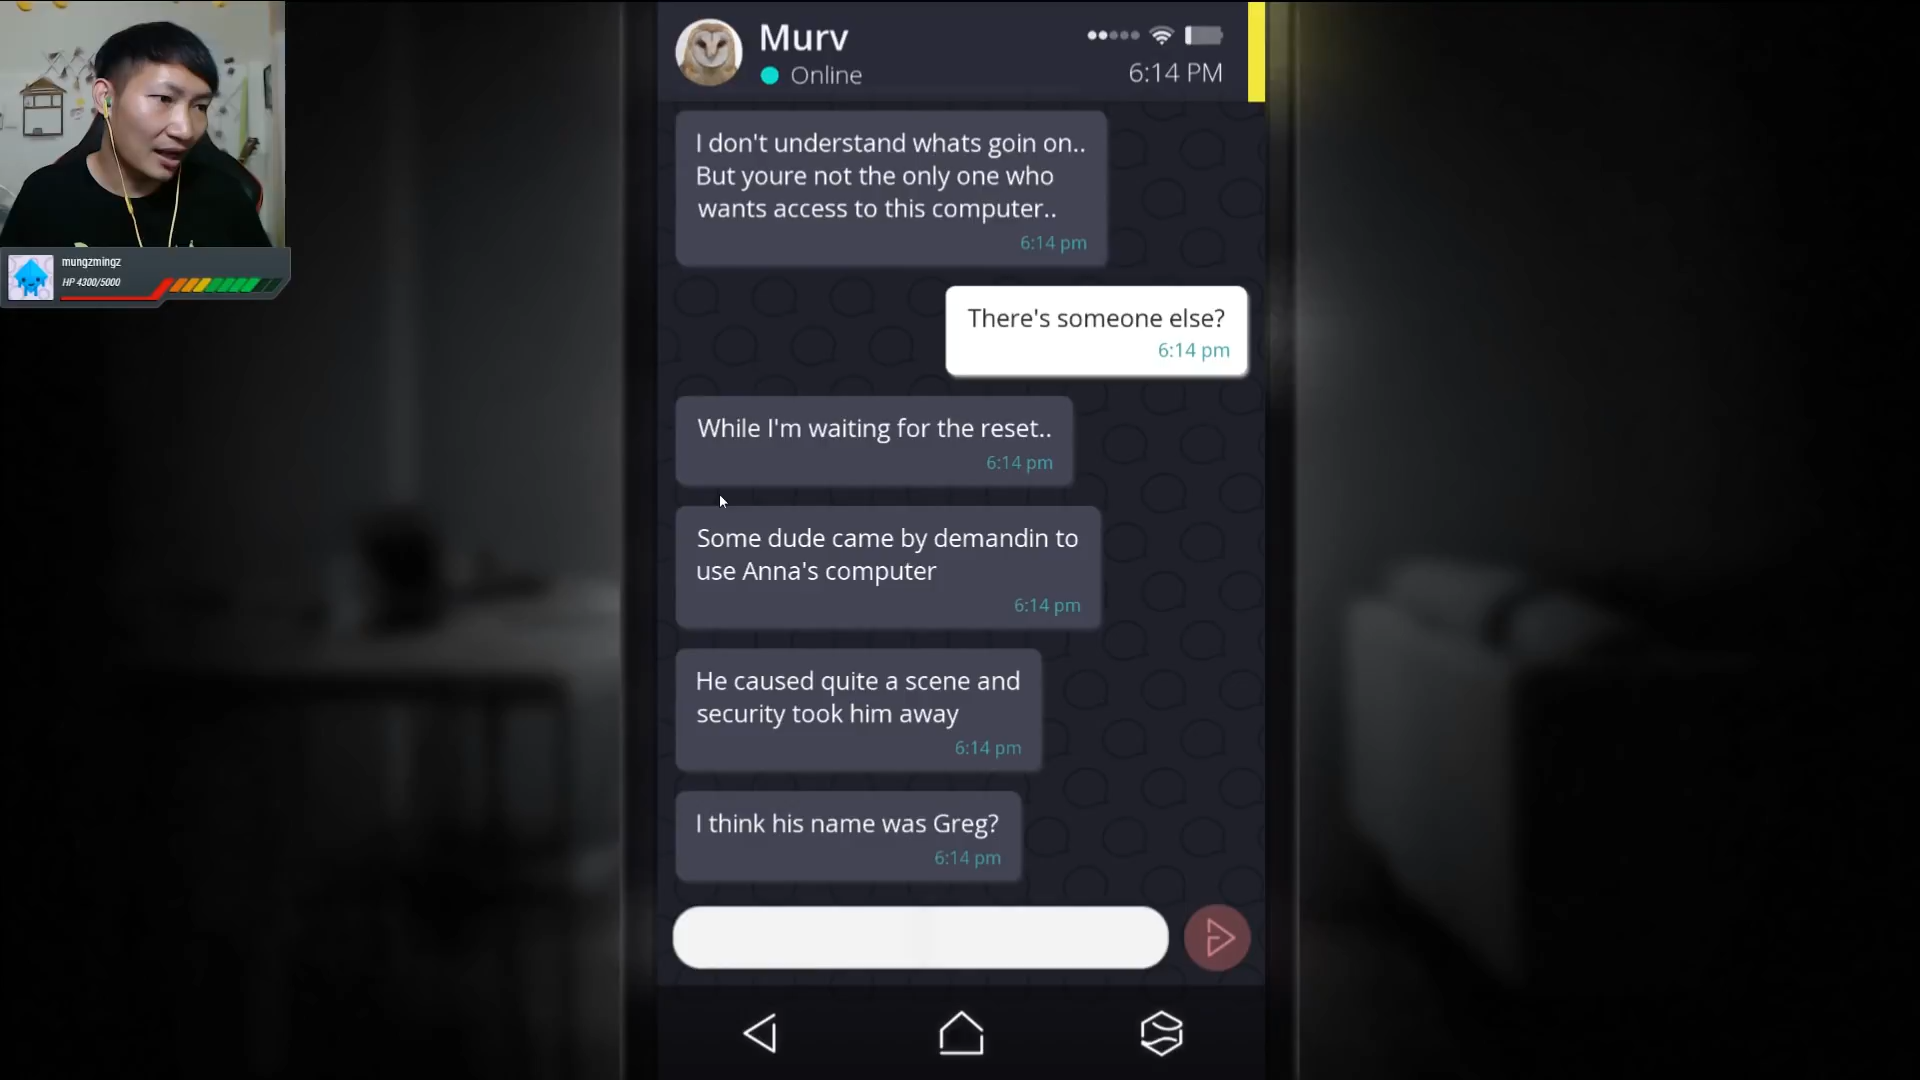 Murv
Online
6:14 PM
I don't understand whats goin on..
But youre not the only one who
wants access to this computer..
6:14 pm
There's someone else?
6:14 pm
While I'm waiting for the reset..
6:14 pm
Some dude came by demandin to
use Anna's computer
6:14 pm
He caused quite a scene and
security took him away
6:14 pm
I think his name was Greg?
6:14 pm
mungzmingz
HP 4300/5000